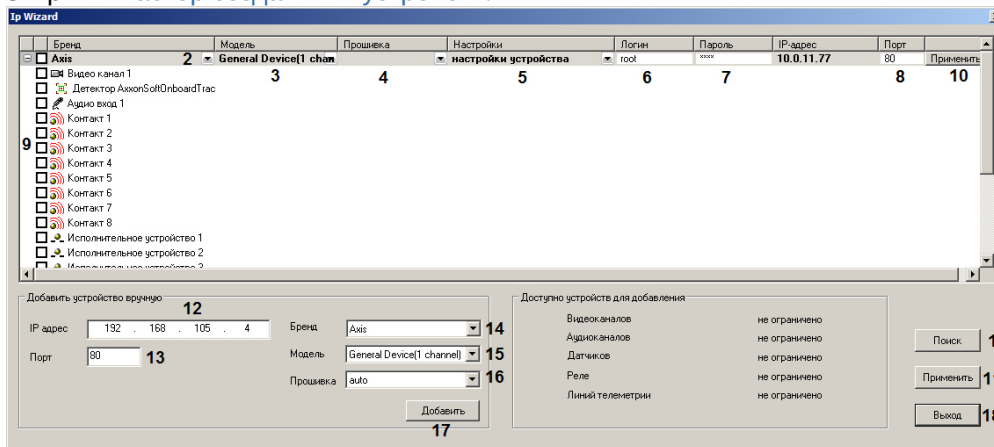 Ip Wizard
Бренд Модель Прошивка Настройки Логин Пароль IP-адрес Порт
Axis 2 General Device(1 chan настройки устройства root **** 10.0.11.77 80 Применить
Видео канал 1 3 4 5 6 7 8 10
Детектор AxxonSoftOnboardTrac
Аудио вход 1
Контакт 1
Контакт 2
9 Контакт 3
Контакт 4
Контакт 5
Контакт 6
Контакт 7
Контакт 8
Исполнительное устройство 1
Исполнительное устройство 2
Добавить устройство вручную
12
IP адрес 192 . 168 . 105 . 4
Порт 80 13
Бренд Axis 14
Модель General Device(1 channel) 15
Прошивка auto 16
Добавить
17
Доступно устройств для добавления
Видеоканалов не ограничено
Аудиоканалов не ограничено
Датчиков не ограничено
Реле не ограничено
Линий телеметрии не ограничено
Поиск
Применить
Выход